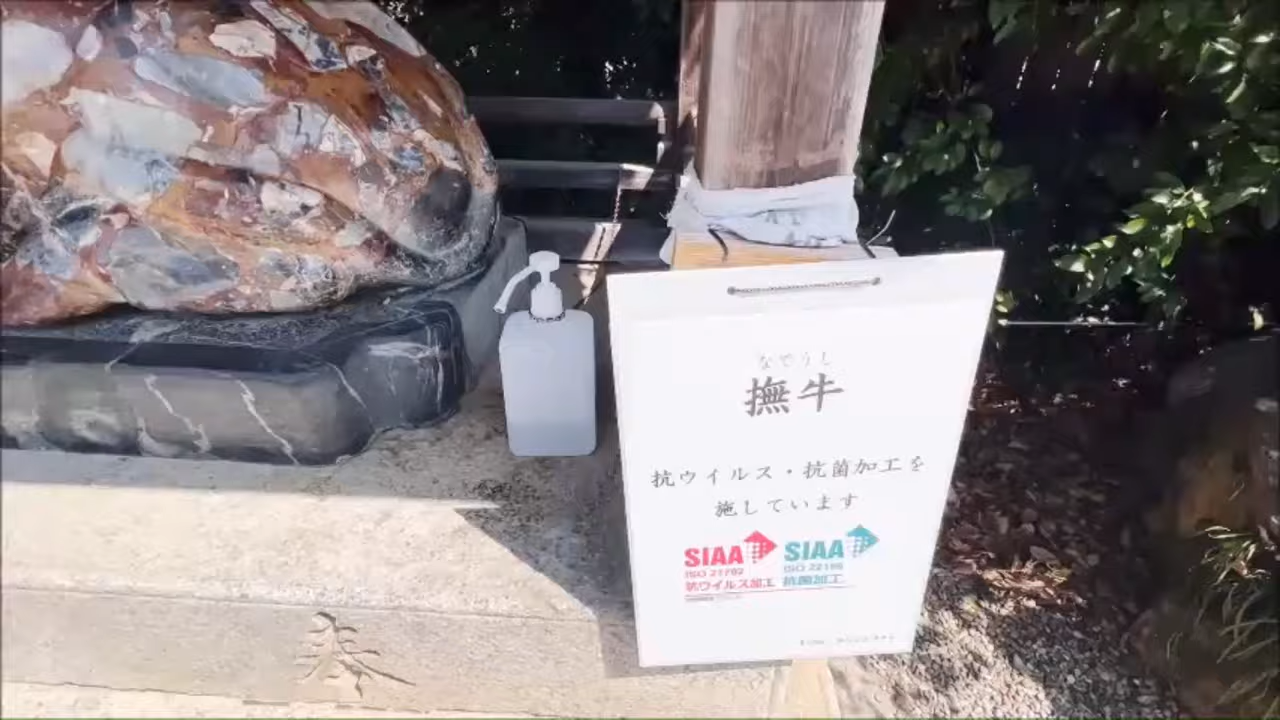 なでうし
撫牛
抗ウイルス・抗菌加工を
施しています
SIAA SIAA
ISO 21702 ISO 22196
抗ウイルス加工 抗菌加工